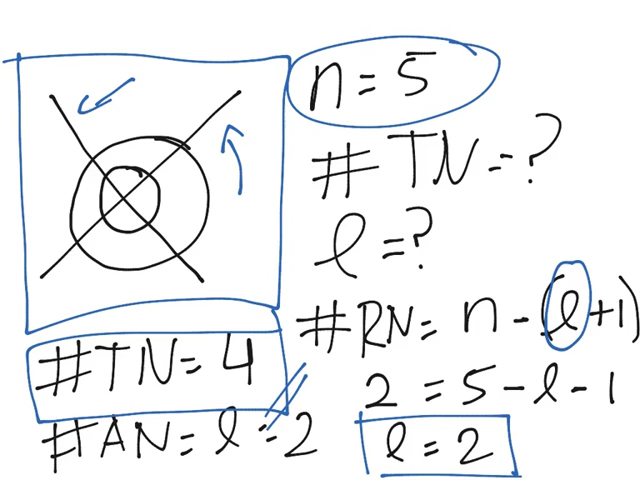 n = 5
# TN = ?
l = ?
#RN = n - (l+1)
#TN = 4
2 = 5 - l - 1
#AN = l = 2
l = 2